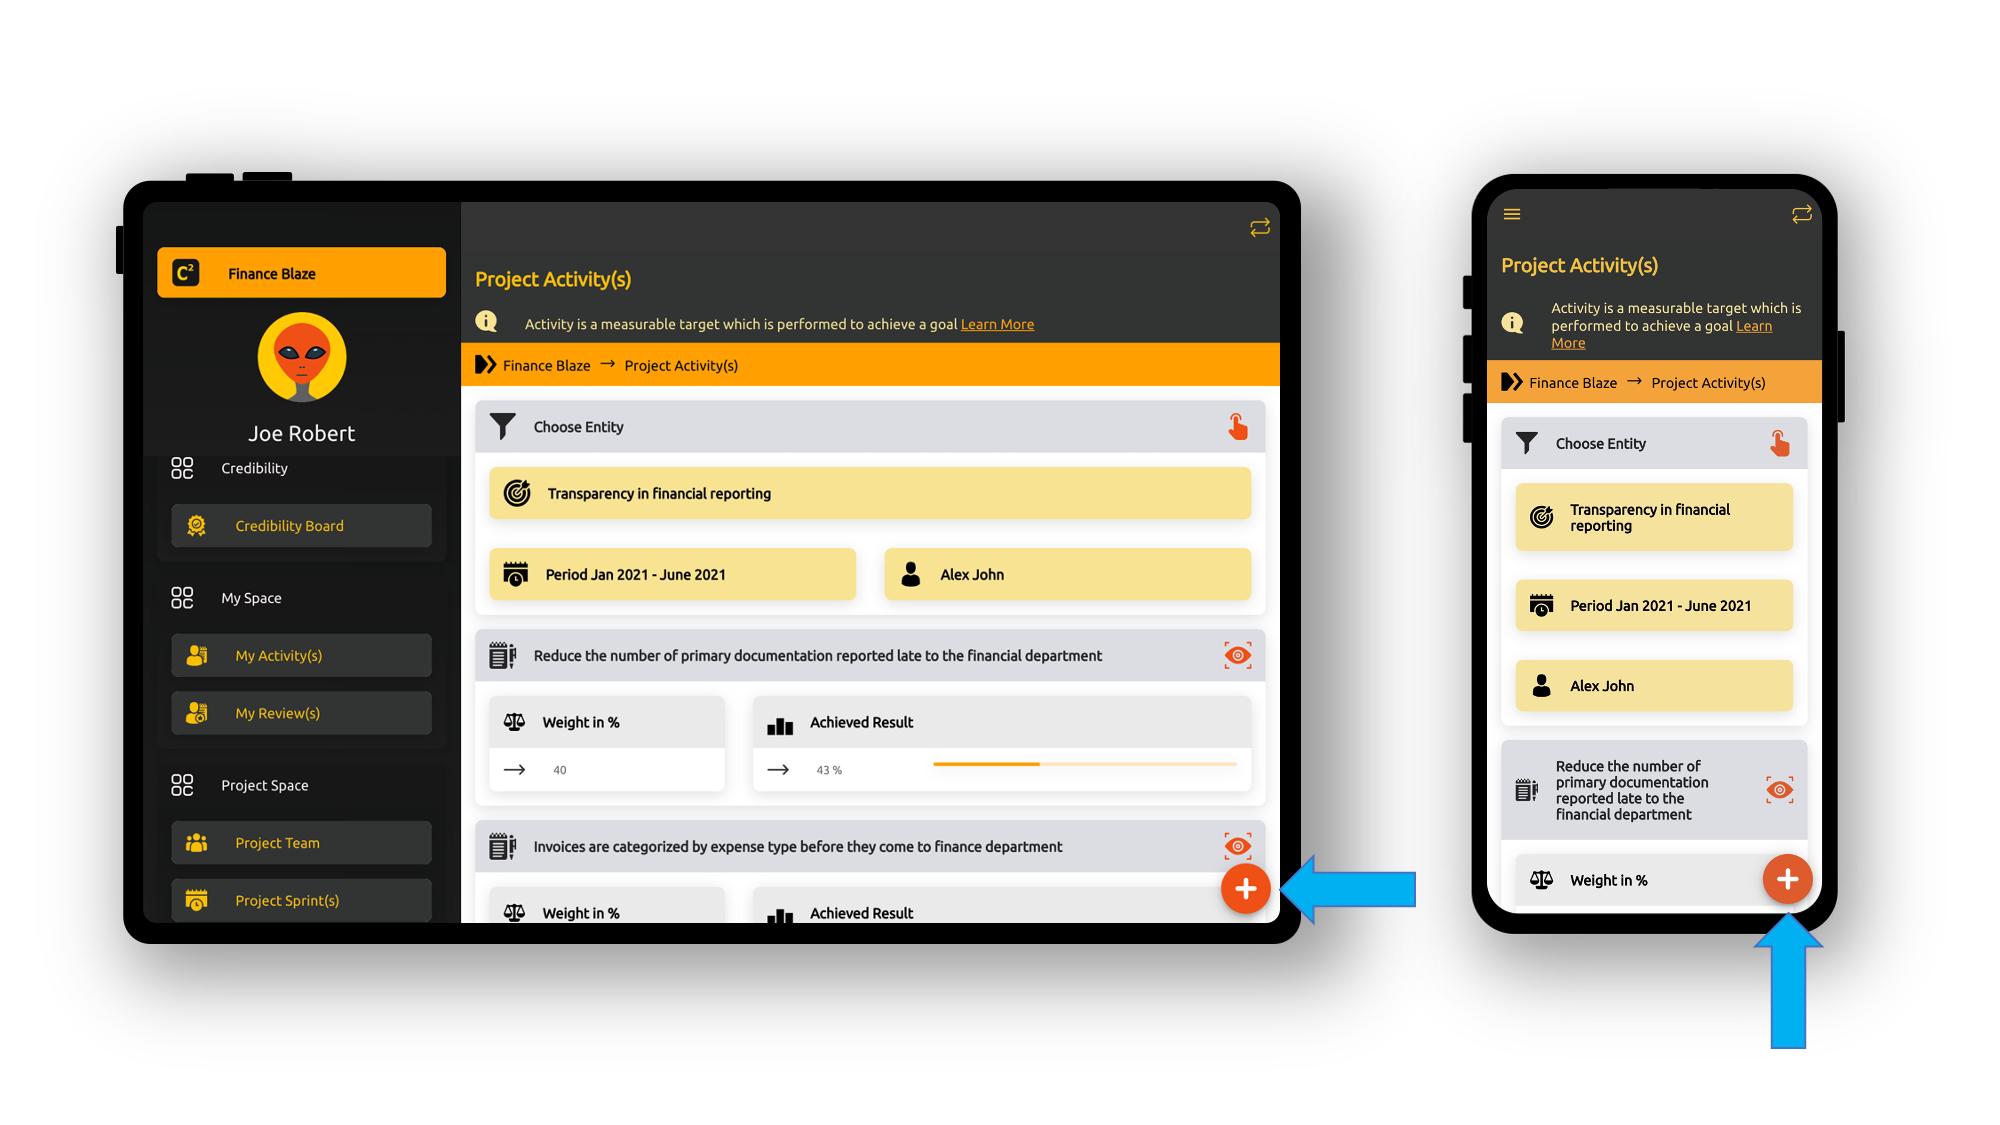 C²
Finance Blaze
Joe Robert
Credibility
Credibility Board
My Space
My Activity(s)
My Review(s)
Project Space
Project Team
Project Sprint(s)
Project Activity(s)
Activity is a measurable target which is performed to achieve a goal Learn More
Finance Blaze → Project Activity(s)
Choose Entity
Transparency in financial reporting
Period Jan 2021 - June 2021
Alex John
Reduce the number of primary documentation reported late to the financial department
Weight in %
Achieved Result
40
43 %
Invoices are categorized by expense type before they come to finance department
Weight in %
Achieved Result
Project Activity(s)
Activity is a measurable target which is
performed to achieve a goal Learn
More
Finance Blaze → Project Activity(s)
Choose Entity
Transparency in financial
reporting
Period Jan 2021 - June 2021
Alex John
Reduce the number of
primary documentation
reported late to the
financial department
Weight in %